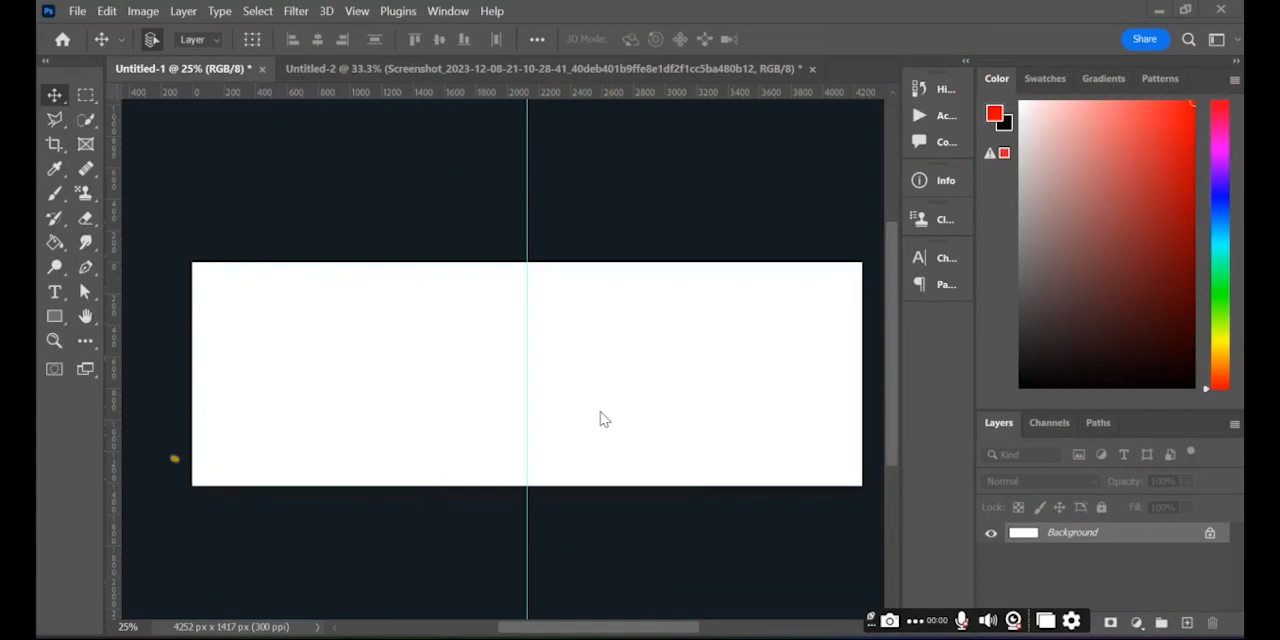 Ps File Edit Image Layer Type Select Filter 3D View Plugins Window Help
Layer 3D Mode: Share
Untitled-1 @ 25% (RGB/8) * × Untitled-2 @ 33.3% (Screenshot_2023-12-08-21-10-28-41_40deb401b9ffe8e1df2f1cc5ba480b12, RGB/8) * ×
400 200 0 200 400 600 800 1000 1200 1400 1600 1800 2000 2200 2400 2600 2800 3000 3200 3400 3600 3800 4000 4200
Hi...
Ac...
Co...
Info
Cl...
Ch...
Pa...
Color Swatches Gradients Patterns
Layers Channels Paths
Kind
Normal Opacity: 100%
Lock: Fill: 100%
Background
25% 4252 px x 1417 px (300 ppi)
00:00